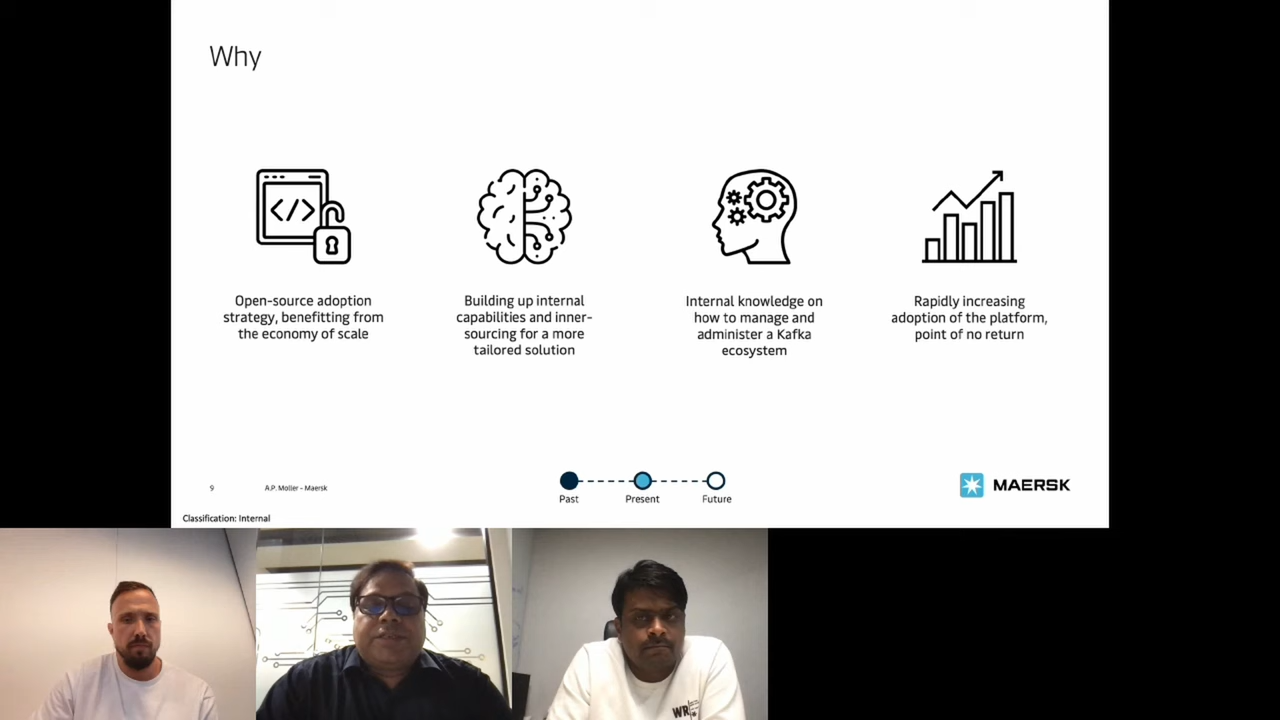 Why
</>
Open-source adoption
strategy, benefitting from
the economy of scale
Building up internal
capabilities and inner-
sourcing for a more
tailored solution
Internal knowledge on
how to manage and
administer a Kafka
ecosystem
Rapidly increasing
adoption of the platform,
point of no return
9
A.P. Moller - Maersk
Past
Present
Future
MAERSK
Classification: Internal
WR